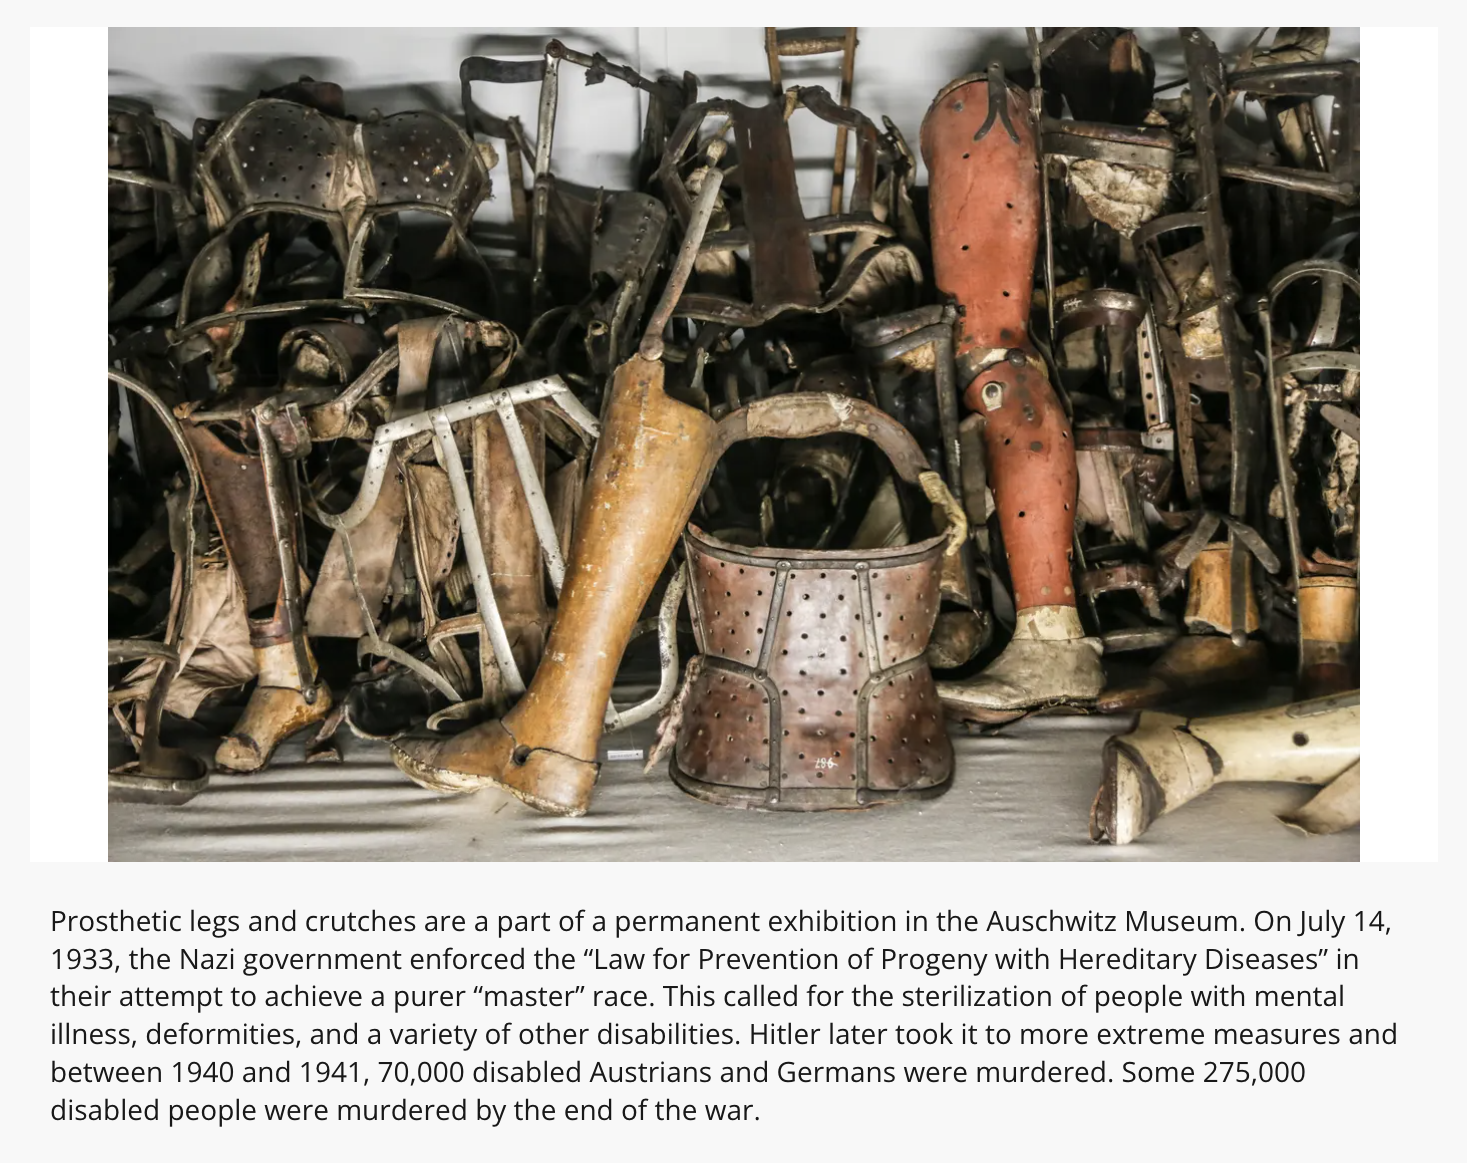 Prosthetic legs and crutches are a part of a permanent exhibition in the Auschwitz Museum. On July 14,
1933, the Nazi government enforced the “Law for Prevention of Progeny with Hereditary Diseases” in
their attempt to achieve a purer “master” race. This called for the sterilization of people with mental
illness, deformities, and a variety of other disabilities. Hitler later took it to more extreme measures and
between 1940 and 1941, 70,000 disabled Austrians and Germans were murdered. Some 275,000
disabled people were murdered by the end of the war.